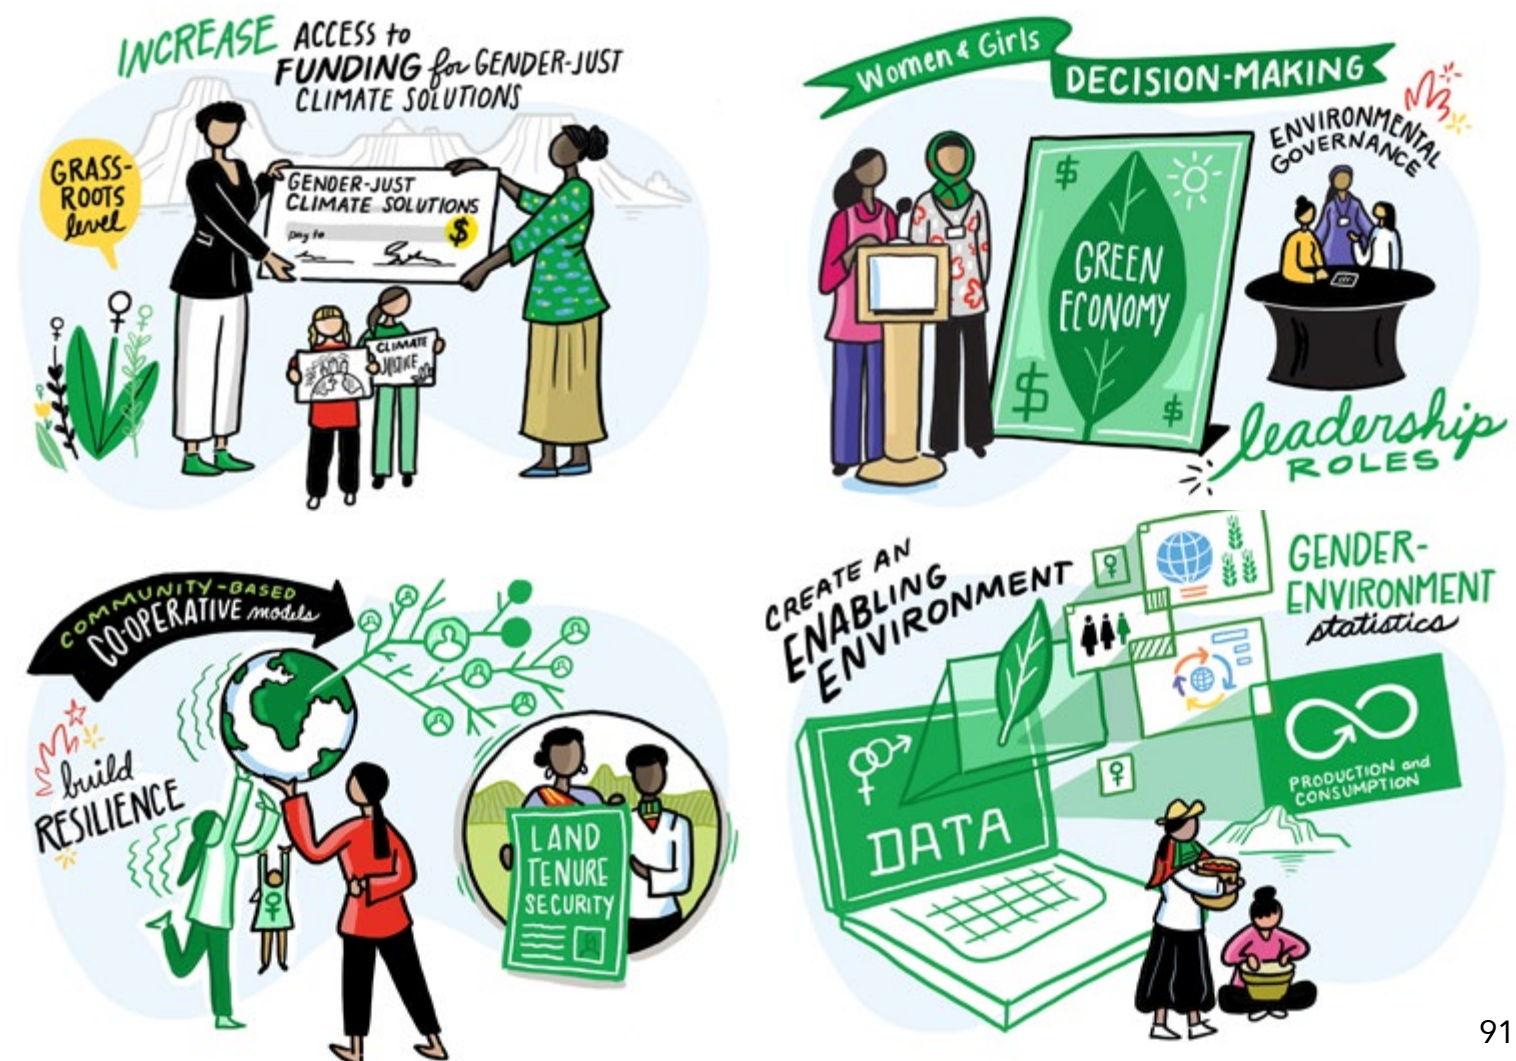 INCREASE ACCESS to
FUNDING for GENDER-JUST
CLIMATE SOLUTIONS
GRASS-
ROOTS
level
GENDER-JUST
CLIMATE SOLUTIONS
pay to
$
CLIMATE
JUSTICE
Women & Girls
DECISION-MAKING
ENVIRONMENTAL
GOVERNANCE
$
GREEN
ECONOMY
$
$
leadership
ROLES
COMMUNITY-BASED
CO-OPERATIVE models
build
RESILIENCE
LAND
TENURE
SECURITY
CREATE AN
ENABLING
ENVIRONMENT
GENDER-
ENVIRONMENT
statistics
DATA
PRODUCTION and
CONSUMPTION
91